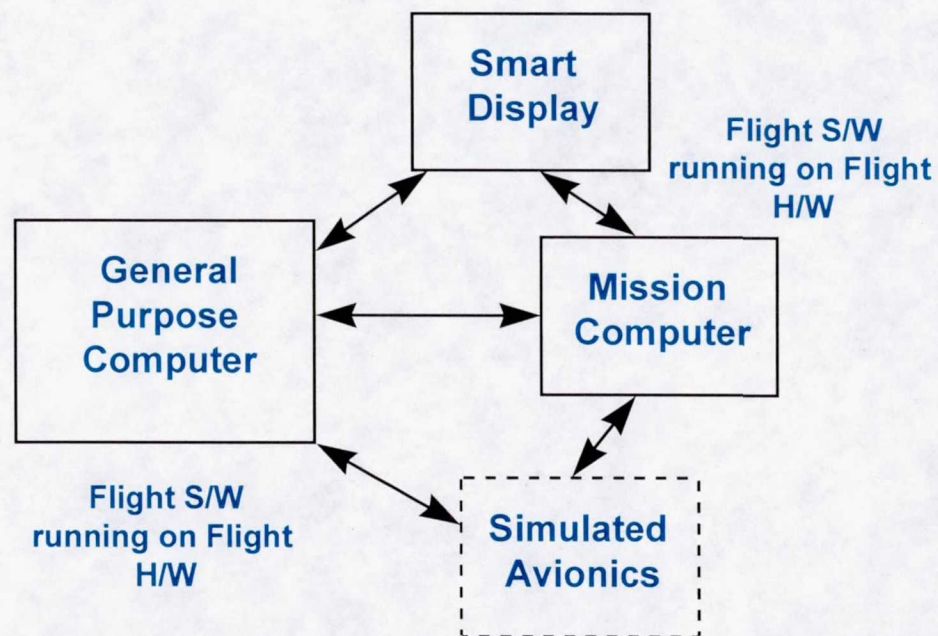 Smart
Display
Flight S/W
running on Flight
H/W
General
Purpose
Computer
Mission
Computer
Flight S/W
running on Flight
H/W
Simulated
Avionics